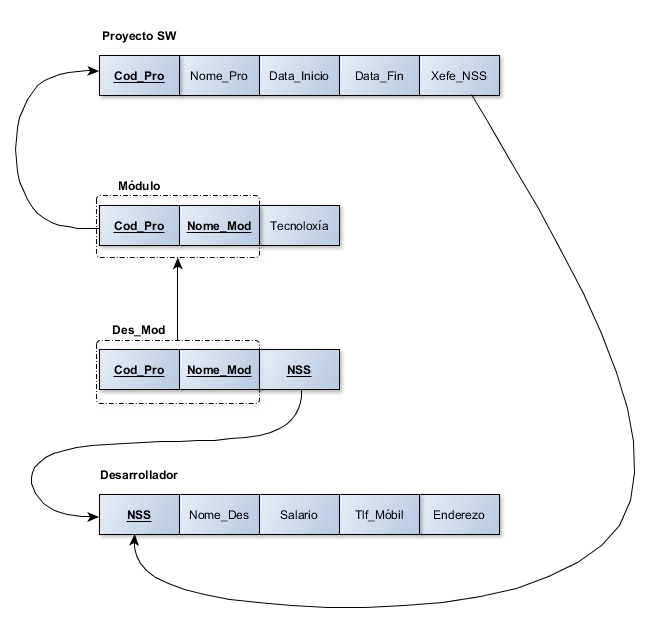 Proyecto SW
Cod_Pro Nome_Pro Data_Inicio Data_Fin Xefe_NSS
Módulo
Cod_Pro Nome_Mod Tecnoloxía
Des_Mod
Cod_Pro Nome_Mod NSS
Desarrollador
NSS Nome_Des Salario Tlf_Móbil Enderezo